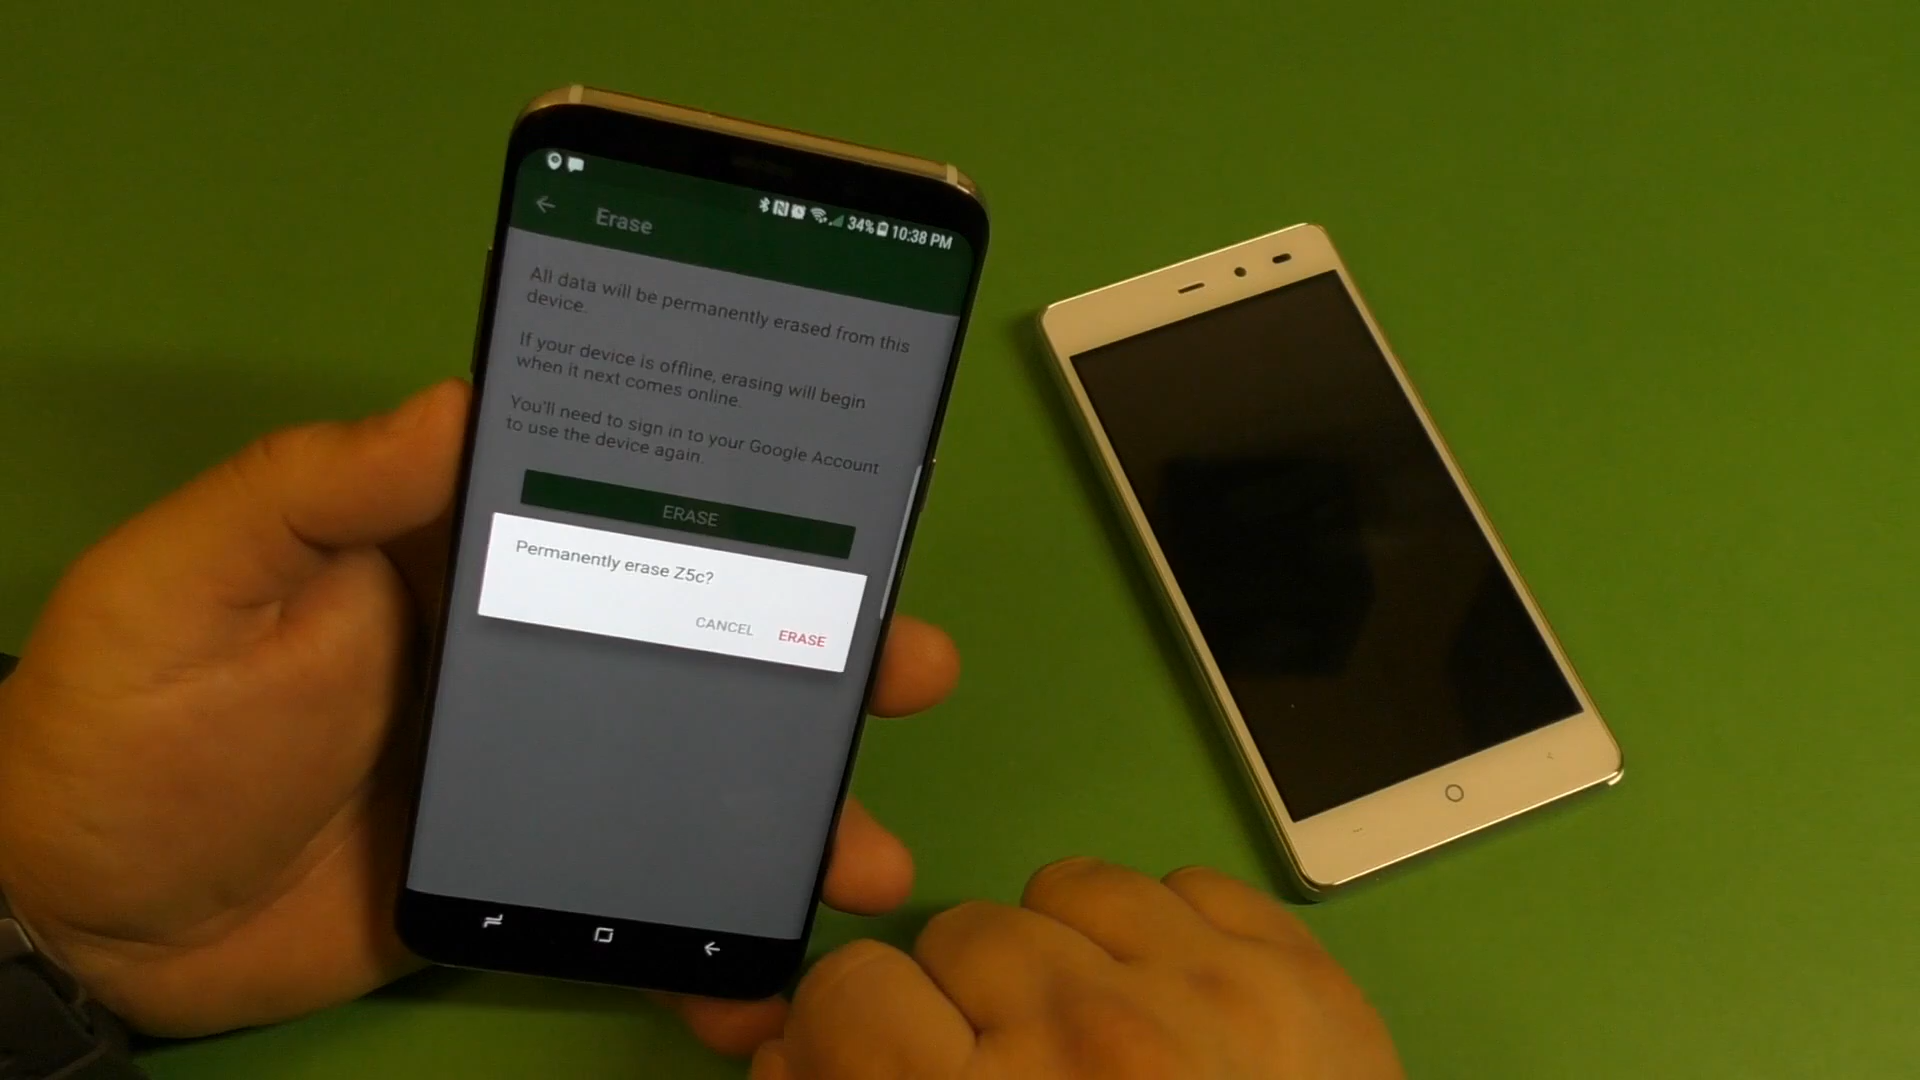 34% 10:38 PM
Erase
All data will be permanently erased from this
device.
If your device is offline, erasing will begin
when it next comes online.
You'll need to sign in to your Google Account
to use the device again.
ERASE
Permanently erase Z5c?
CANCEL ERASE